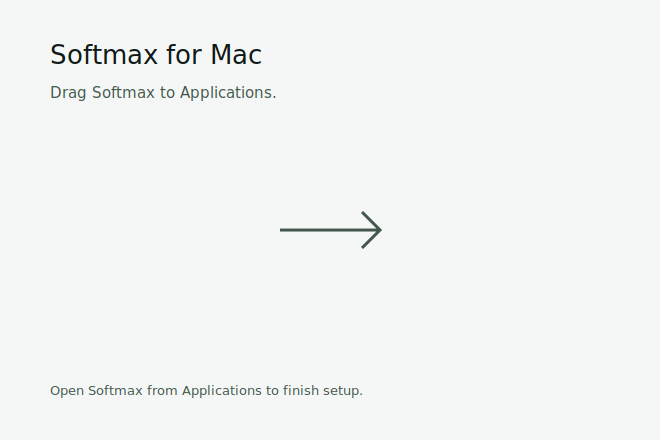 Softmax for Mac
Drag Softmax to Applications.
Open Softmax from Applications to finish setup.